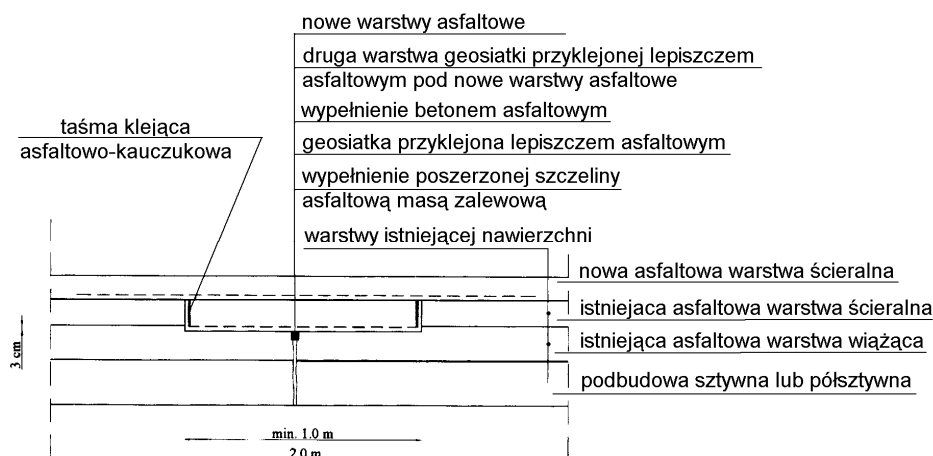 nowe warstwy asfaltowe
druga warstwa geosiatki przyklejonej lepiszczem
asfaltowym pod nowe warstwy asfaltowe
wypełnienie betonem asfaltowym
taśma klejąca
asfaltowo-kauczukowa
geosiatka przyklejona lepiszczem asfaltowym
wypełnienie poszerzonej szczeliny
asfaltową masą zalewową
warstwy istniejącej nawierzchni
nowa asfaltowa warstwa ścieralna
istniejaca asfaltowa warstwa ścieralna
istniejąca asfaltowa warstwa wiążąca
podbudowa sztywna lub półsztywna
3 cm
min. 1.0 m
2.0 m